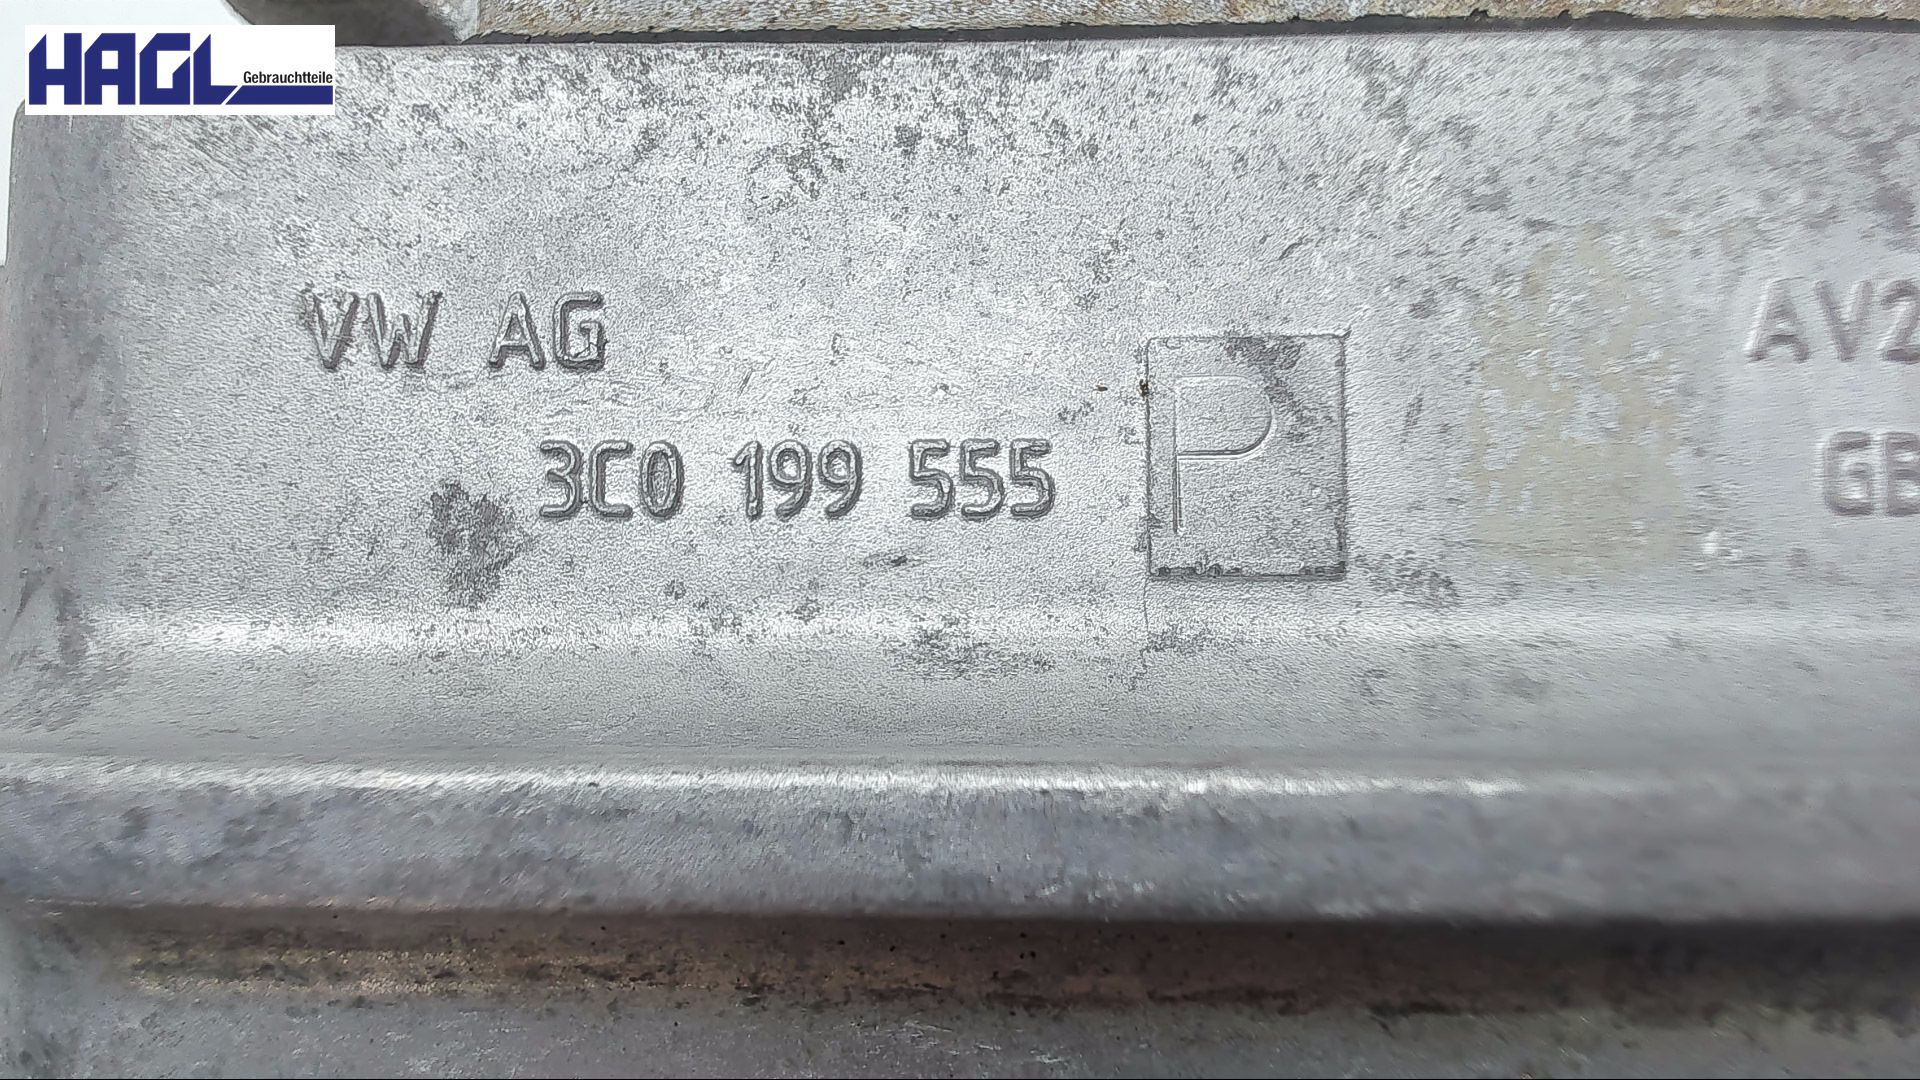 HAGL
Gebrauchtteile
VW AG
AV2
3C0 199 555 P
GB